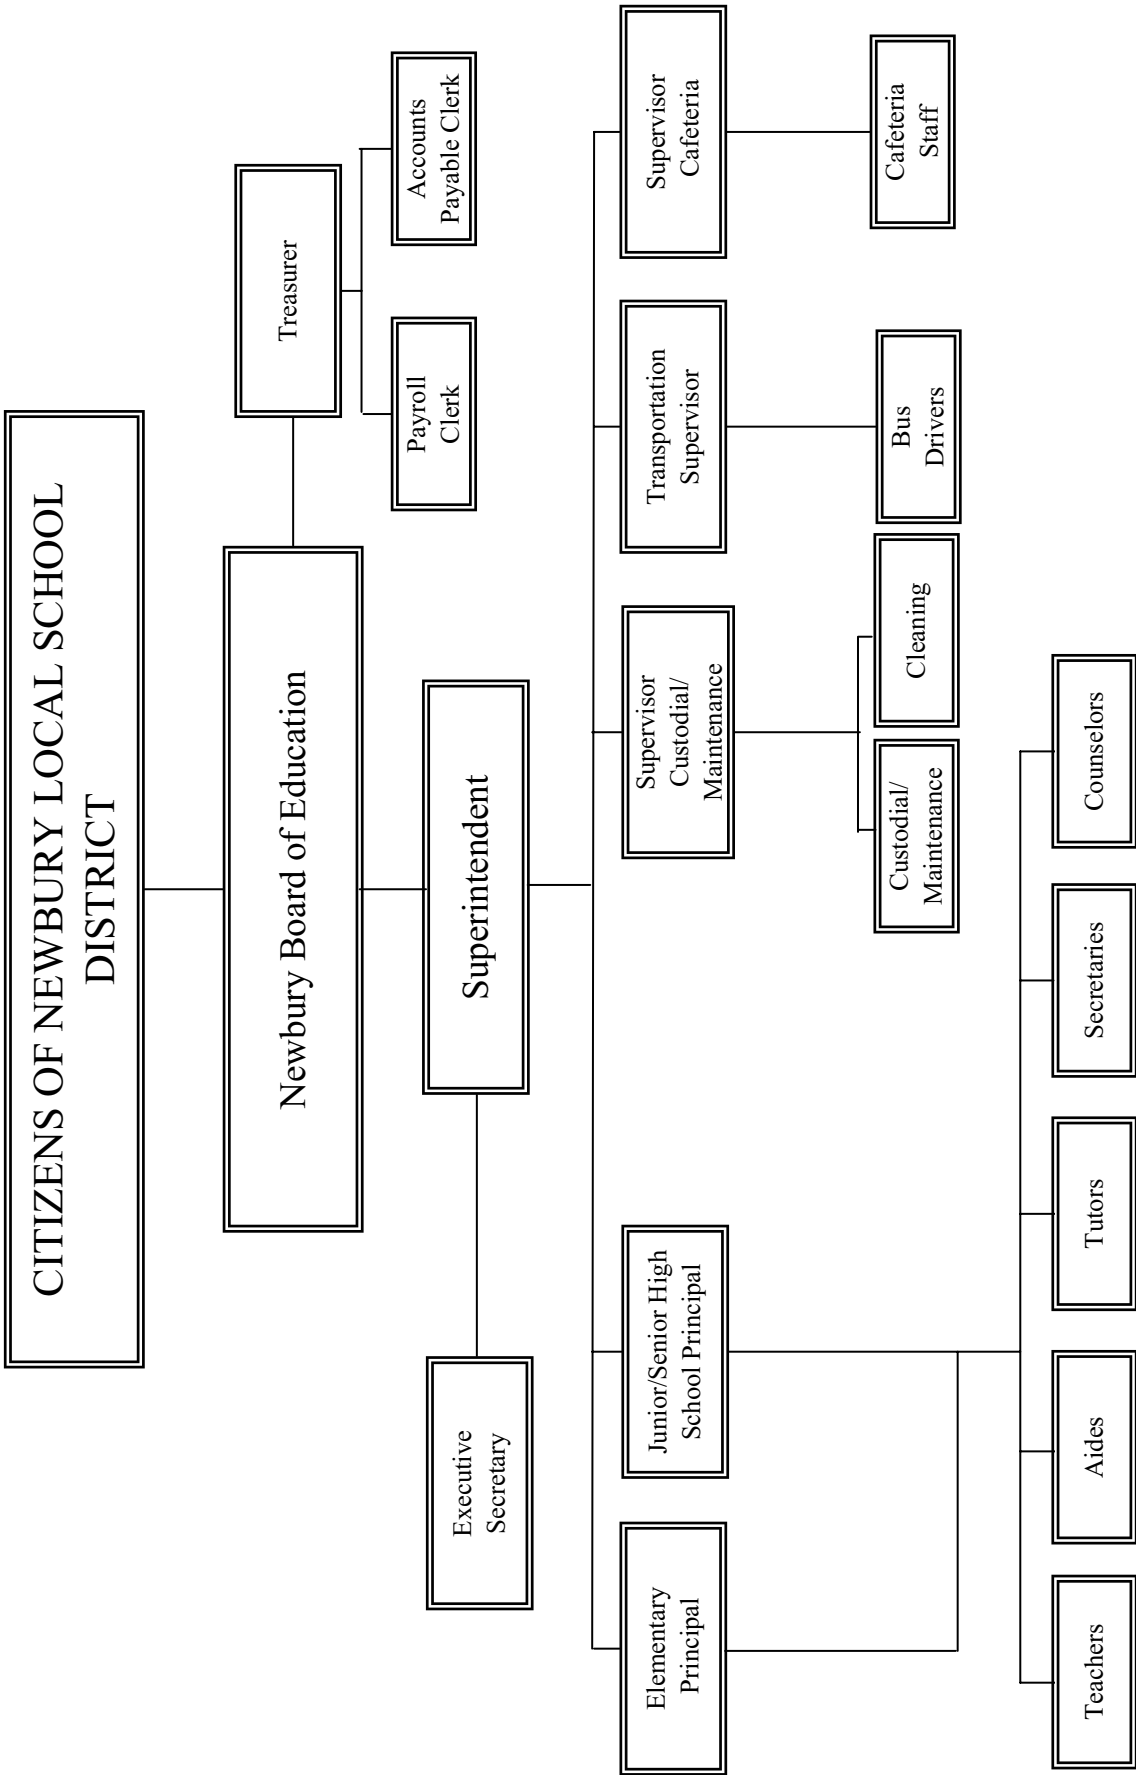 CITIZENS OF NEWBURY LOCAL SCHOOL
DISTRICT
Newbury Board of Education
Treasurer
Payroll
Clerk
Accounts
Payable Clerk
Superintendent
Executive
Secretary
Elementary
Principal
Junior/Senior High
School Principal
Supervisor
Custodial/
Maintenance
Transportation
Supervisor
Supervisor
Cafeteria
Custodial/
Maintenance
Cleaning
Bus
Drivers
Cafeteria
Staff
Teachers
Aides
Tutors
Secretaries
Counselors